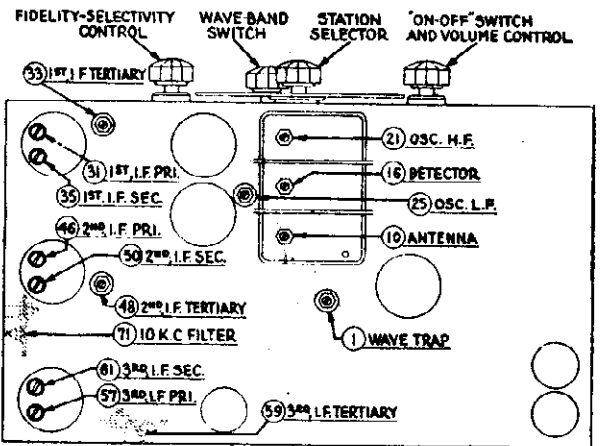 FIDELITY-SELECTIVITY
CONTROL
WAVE-BAND
SWITCH
STATION
SELECTOR
"ON-OFF" SWITCH
AND VOLUME CONTROL
33 1ST, I F TERTIARY
21 OSC. H.F.
31 1ST, I.F. PRI.
16 DETECTOR
35 1ST, I.F. SEC.
25 OSC. L.F.
46 2ND, I.F. PRI.
10 ANTENNA
50 2ND, I.F. SEC.
48 2ND, I.F. TERTIARY
71 10 K.C FILTER
1 WAVE TRAP
61 3RD, I.F. SEC.
57 3RD, I.F PRI.
59 3RD, I.F. TERTIARY